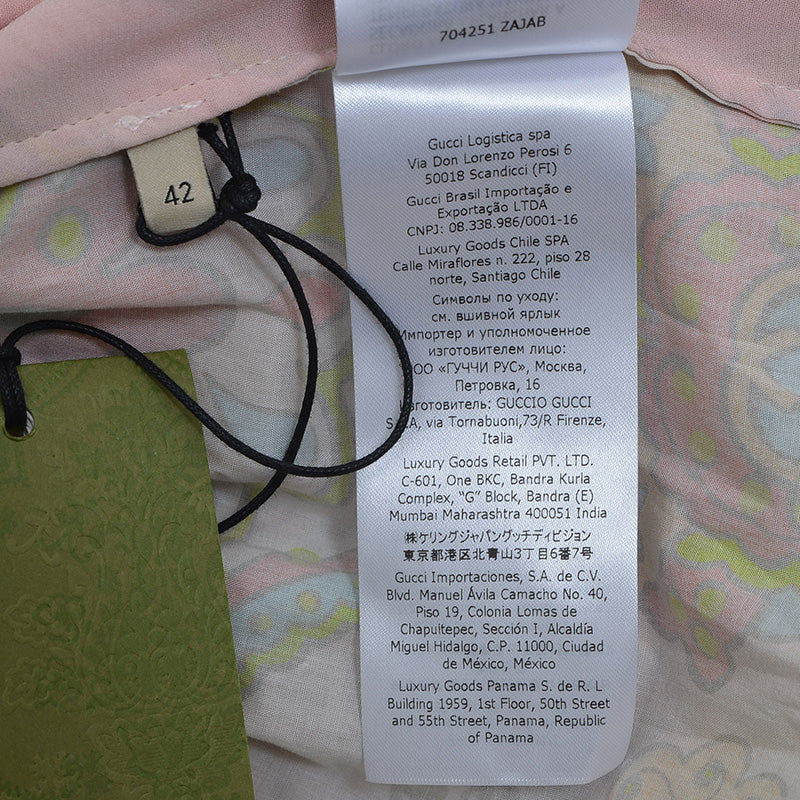 704251 ZAJAB
42
Gucci Logistica spa
Via Don Lorenzo Perosi 6
50018 Scandicci (FI)
Gucci Brasil Importação e
Exportação LTDA
CNPJ: 08.338.986/0001-16
Luxury Goods Chile SPA
Calle Miraflores n. 222, piso 28
norte, Santiago Chile
Символы по уходу:
см. вшивной ярлык
Импортер и уполномоченное
изготовителем лицо:
ООО «ГУЧЧИ РУС», Москва,
Петровка, 16
Изготовитель: GUCCIO GUCCI
S.P.A, via Tornabuoni,73/R Firenze,
Italia
Luxury Goods Retail PVT. LTD.
C-601, One BKC, Bandra Kurla
Complex, “G” Block, Bandra (E)
Mumbai Maharashtra 400051 India
㈱ケリングジャパングッチディビジョン
東京都港区北青山3丁目6番7号
Gucci Importaciones, S.A. de C.V.
Blvd. Manuel Ávila Camacho No. 40,
Piso 19, Colonia Lomas de
Chapultepec, Sección I, Alcaldía
Miguel Hidalgo, C.P. 11000, Ciudad
de México, México
Luxury Goods Panama S. de R. L
Building 1959, 1st Floor, 50th Street
and 55th Street, Panama, Republic
of Panama